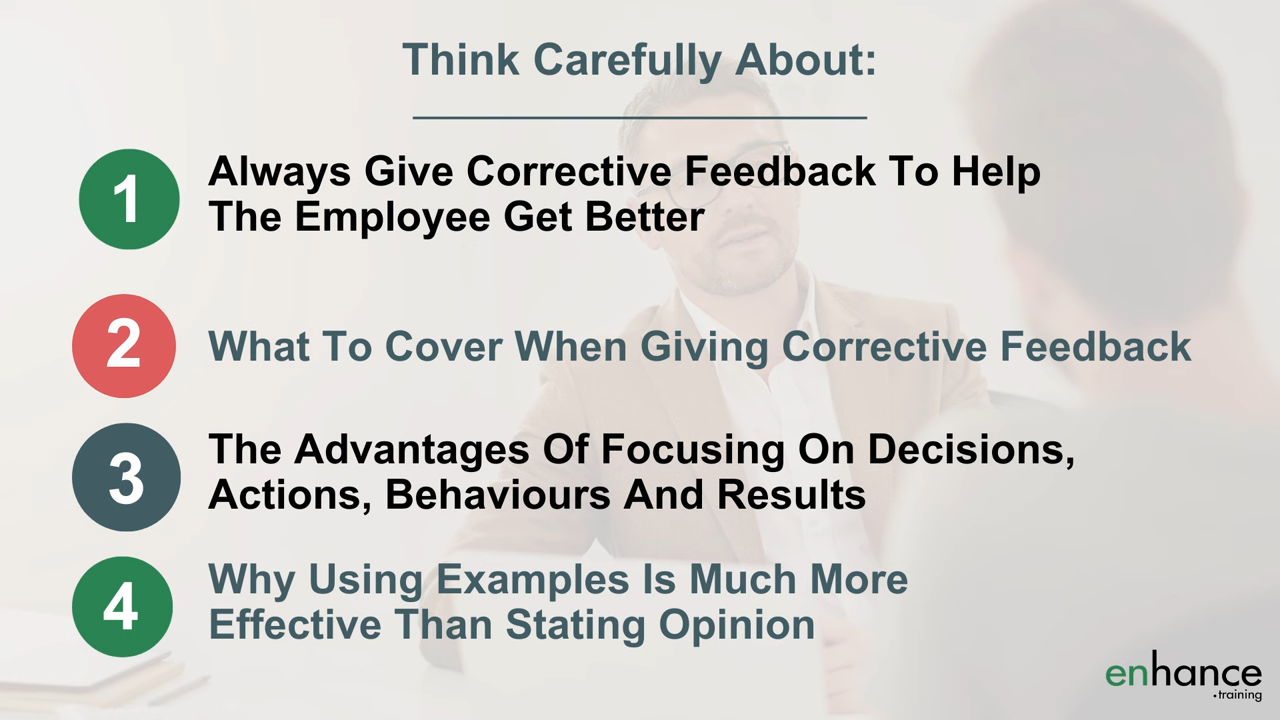 Think Carefully About:
1
Always Give Corrective Feedback To Help
The Employee Get Better
2
What To Cover When Giving Corrective Feedback
3
The Advantages Of Focusing On Decisions,
Actions, Behaviours And Results
4
Why Using Examples Is Much More
Effective Than Stating Opinion
enhance
.training